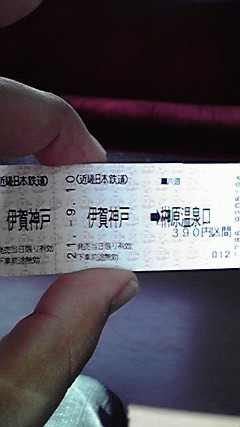 (近畿日本鉄道)
伊賀神戸
発売当日限り有効
下車前途無効
21.-9.10
(近畿日本鉄道)
伊賀神戸
➡榊原温泉口
390円区間
発売当日限り有効
下車前途無効
012